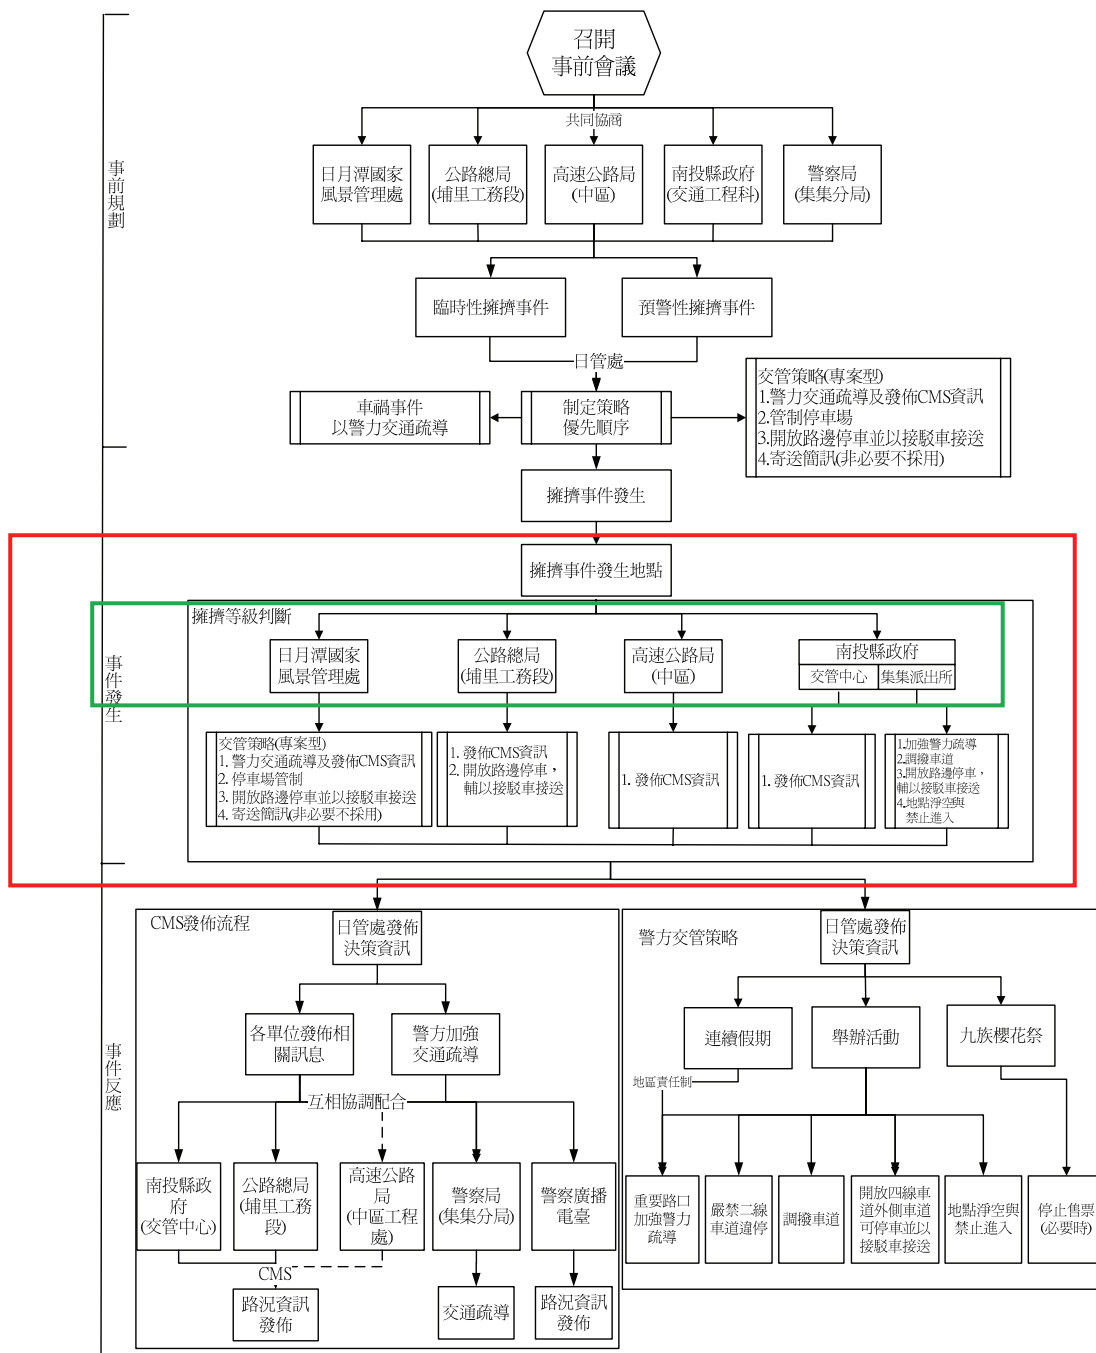 召開
事前會議
共同協商
事前規劃
日月潭國家
風景管理處
公路總局
(埔里工務段)
高速公路局
(中區)
南投縣政府
(交通工程科)
警察局
(集集分局)
臨時性擁擠事件
預警性擁擠事件
日管處
車禍事件
以警力交通疏導
制定策略
優先順序
交管策略(專案型)
1.警力交通疏導及發佈CMS資訊
2.管制停車場
3.開放路邊停車並以接駁車接送
4.寄送簡訊(非必要不採用)
擁擠事件發生
擁擠事件發生地點
事件發生
擁擠等級判斷
日月潭國家
風景管理處
公路總局
(埔里工務段)
高速公路局
(中區)
南投縣政府
交管中心
集集派出所
交管策略(專案型)
1. 警力交通疏導及發佈CMS資訊
2. 停車場管制
3. 開放路邊停車並以接駁車接送
4. 寄送簡訊(非必要不採用)
1. 發佈CMS資訊
2. 開放路邊停車，
輔以接駁車接送
1. 發佈CMS資訊
1. 發佈CMS資訊
1.加強警力疏導
2.調撥車道
3.開放路邊停車，
輔以接駁車接送
4.地點淨空與
禁止進入
事件反應
CMS發佈流程
日管處發佈
決策資訊
各單位發佈相
關訊息
警方加強
交通疏導
互相協調配合
南投縣政
府
(交管中心)
公路總局
(埔里工務
段)
高速公路
局
(中區工程
處)
警察局
(集集分局)
警察廣播
電臺
CMS
路況資訊
發佈
交通疏導
路況資訊
發佈
警方交管策略
日管處發佈
決策資訊
連續假期
舉辦活動
九族櫻花祭
地區責任制
重要路口
加強警力
疏導
嚴禁二線
車道違停
調撥車道
開放四線車
道外側車道
可停車並以
接駁車接送
地點淨空與
禁止進入
停止售票
(必要時)